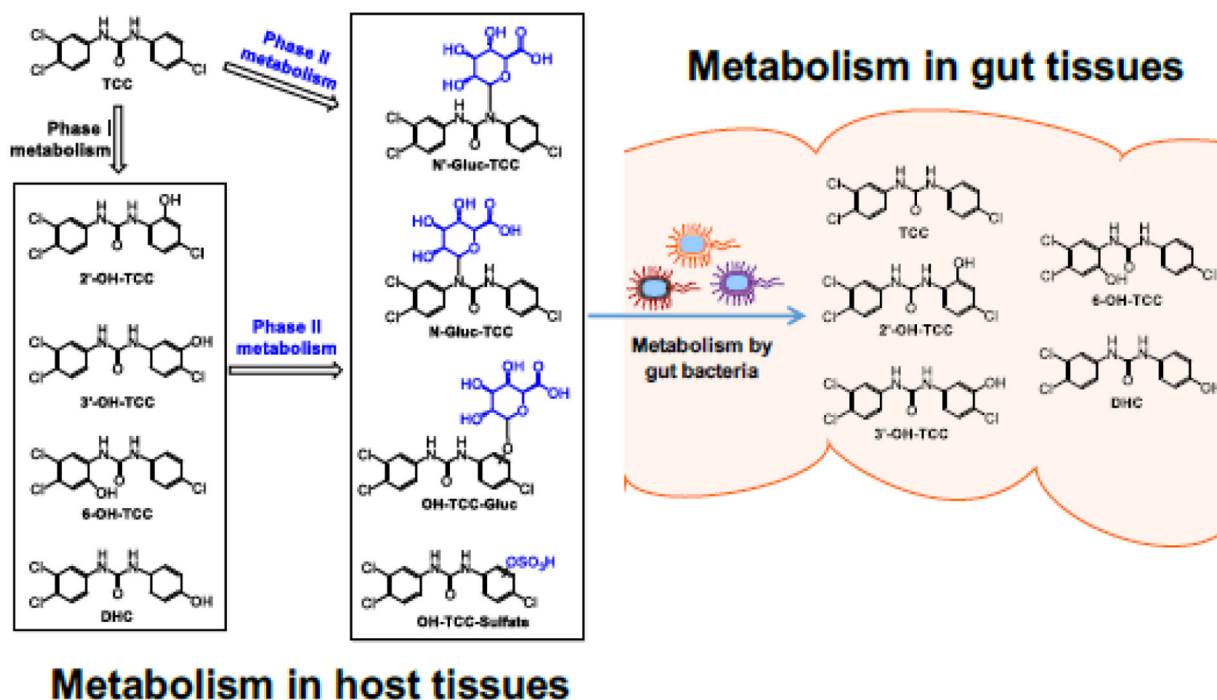 TCC
Phase I
metabolism
Phase II
metabolism
2'-OH-TCC
3'-OH-TCC
6-OH-TCC
DHC
Phase II
metabolism
N'-Gluc-TCC
N-Gluc-TCC
OH-TCC-Gluc
OH-TCC-Sulfate
Metabolism in host tissues
Metabolism in gut tissues
Metabolism by
gut bacteria
TCC
2'-OH-TCC
3'-OH-TCC
6-OH-TCC
DHC